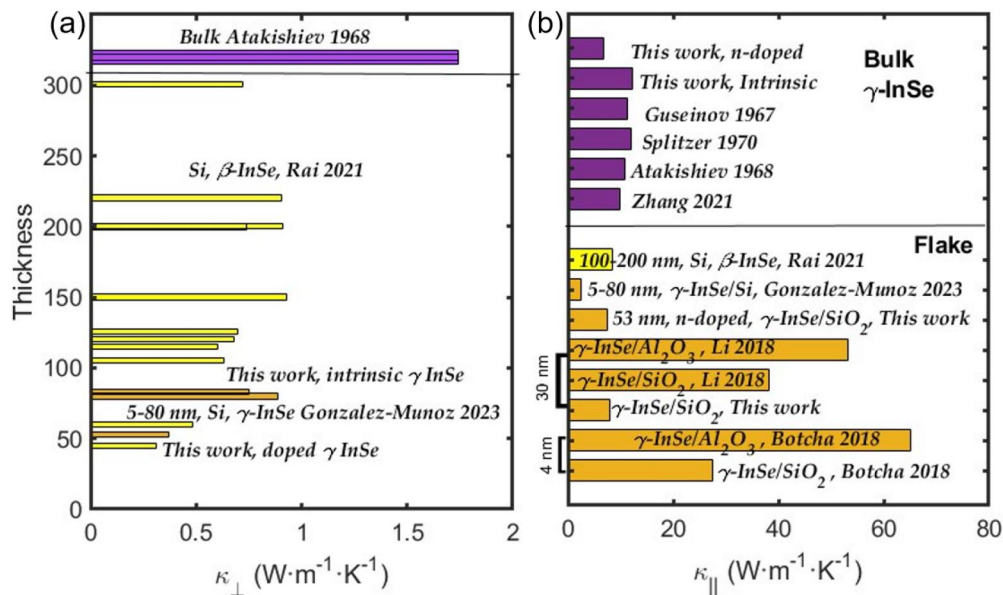 (a)
Bulk Atakishiev 1968
Si, β-InSe, Rai 2021
This work, intrinsic γ InSe
5-80 nm, Si, γ-InSe Gonzalez-Munoz 2023
This work, doped γ InSe
Thickness
300
250
200
150
100
50
0
0 0.5 1 1.5 2
κ⊥ (W·m⁻¹·K⁻¹)
(b)
Bulk
γ-InSe
This work, n-doped
This work, Intrinsic
Guseinov 1967
Splitzer 1970
Atakishiev 1968
Zhang 2021
Flake
100-200 nm, Si, β-InSe, Rai 2021
5-80 nm, γ-InSe/Si, Gonzalez-Munoz 2023
53 nm, n-doped, γ-InSe/SiO₂, This work
30 nm
γ-InSe/Al₂O₃, Li 2018
γ-InSe/SiO₂, Li 2018
γ-InSe/SiO₂, This work
4 nm
γ-InSe/Al₂O₃, Botcha 2018
γ-InSe/SiO₂, Botcha 2018
0 20 40 60 80
κ|| (W·m⁻¹·K⁻¹)